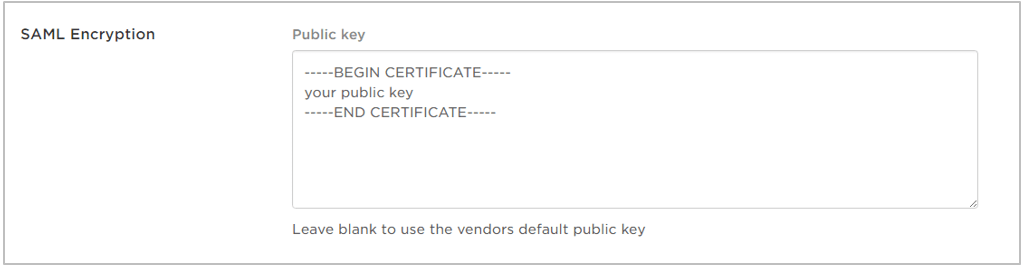 SAML Encryption
Public key
-----BEGIN CERTIFICATE-----
your public key
-----END CERTIFICATE-----
Leave blank to use the vendors default public key